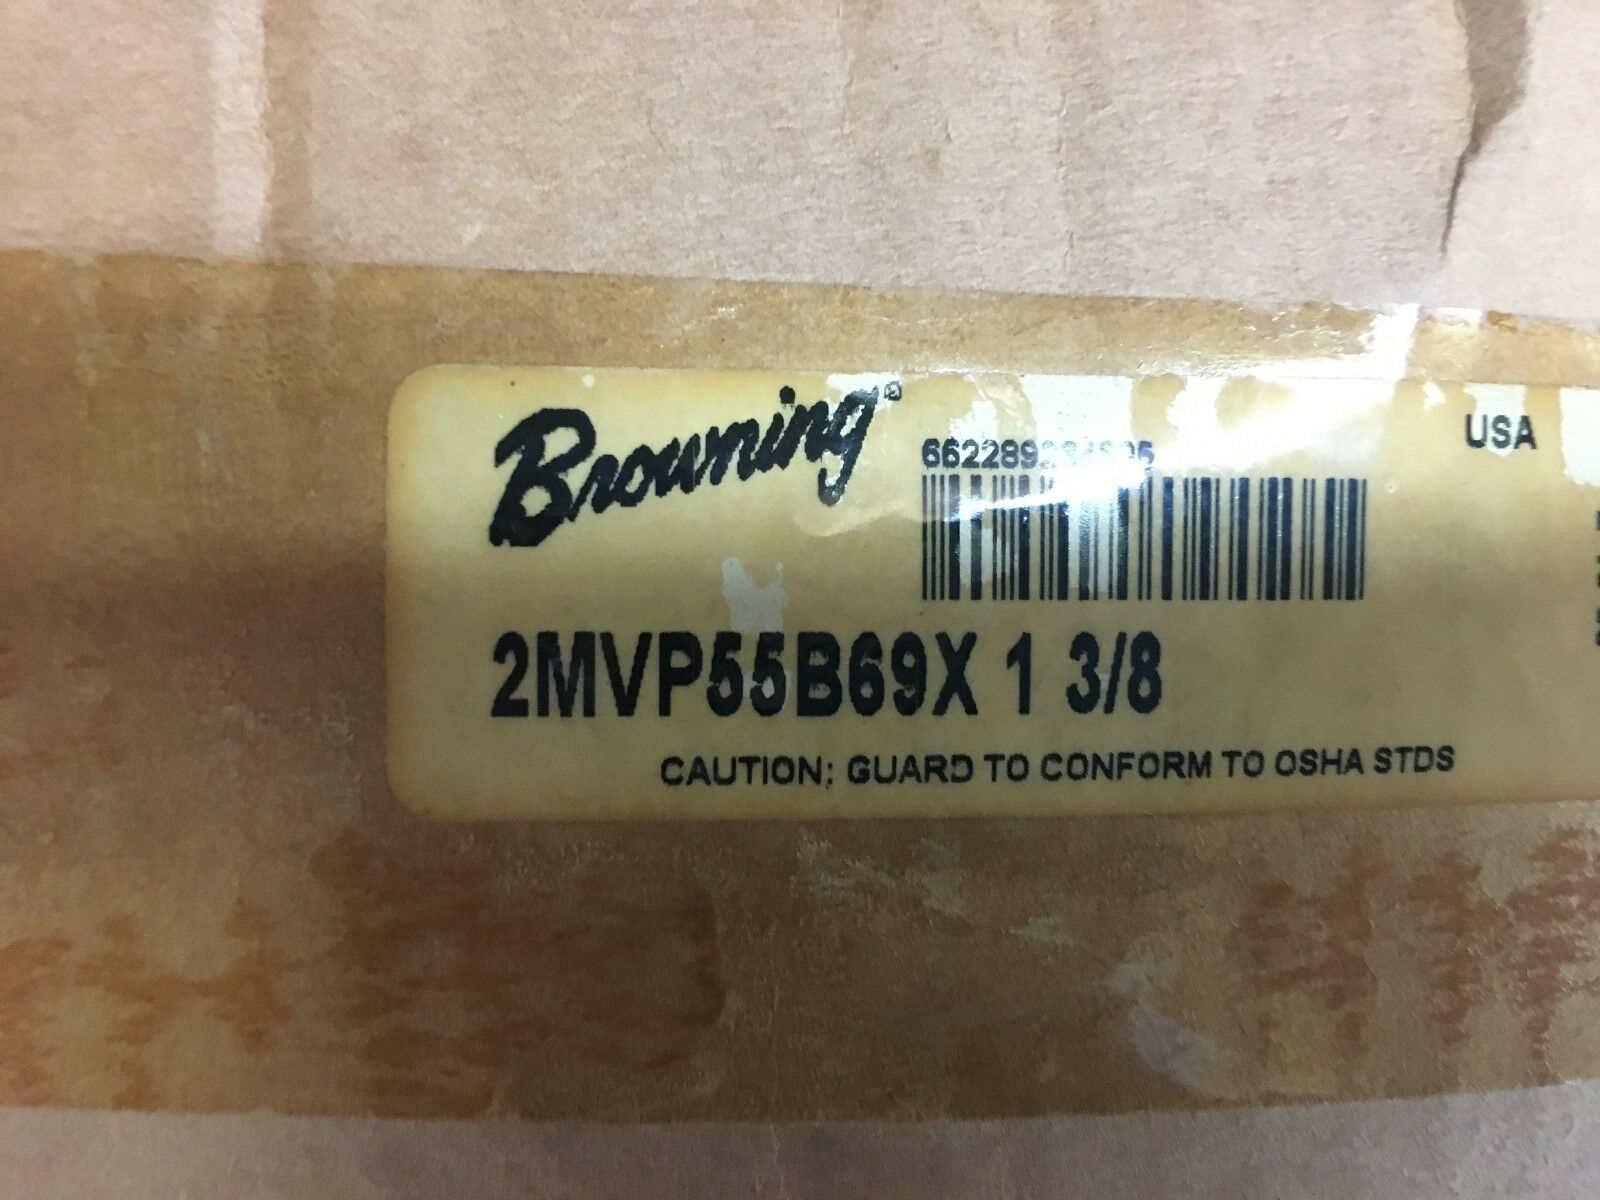 Browning®
USA
2MVP55B69X 1 3/8
CAUTION: GUARD TO CONFORM TO OSHA STDS